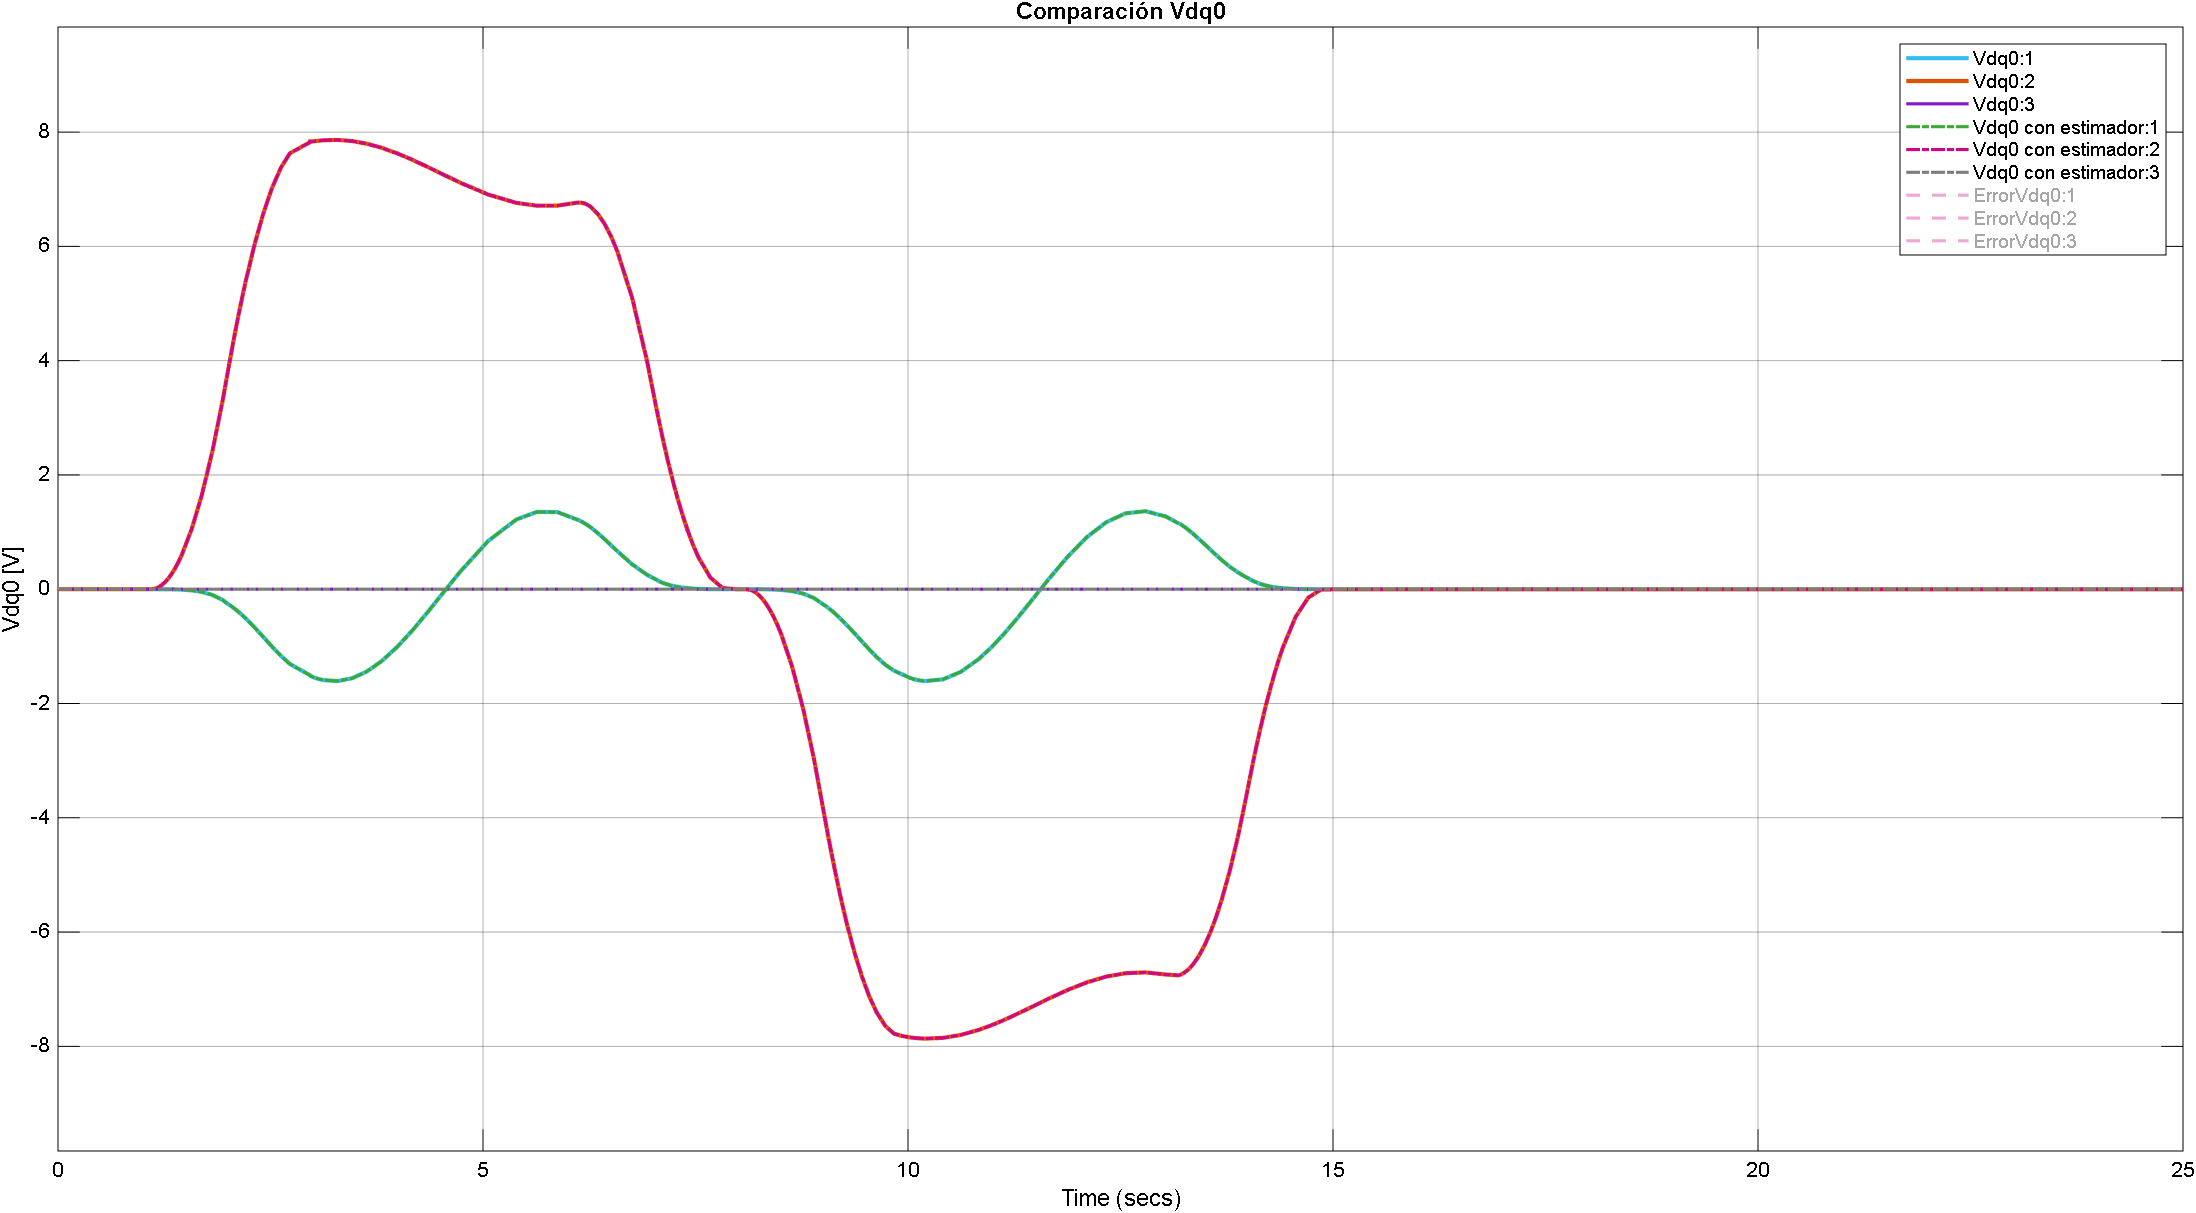 Comparación Vdq0
Vdq0:1
Vdq0:2
Vdq0:3
Vdq0 con estimador:1
Vdq0 con estimador:2
Vdq0 con estimador:3
ErrorVdq0:1
ErrorVdq0:2
ErrorVdq0:3
8
6
4
2
0
-2
-4
-6
-8
Vdq0 [V]
0 5 10 15 20 25
Time (secs)